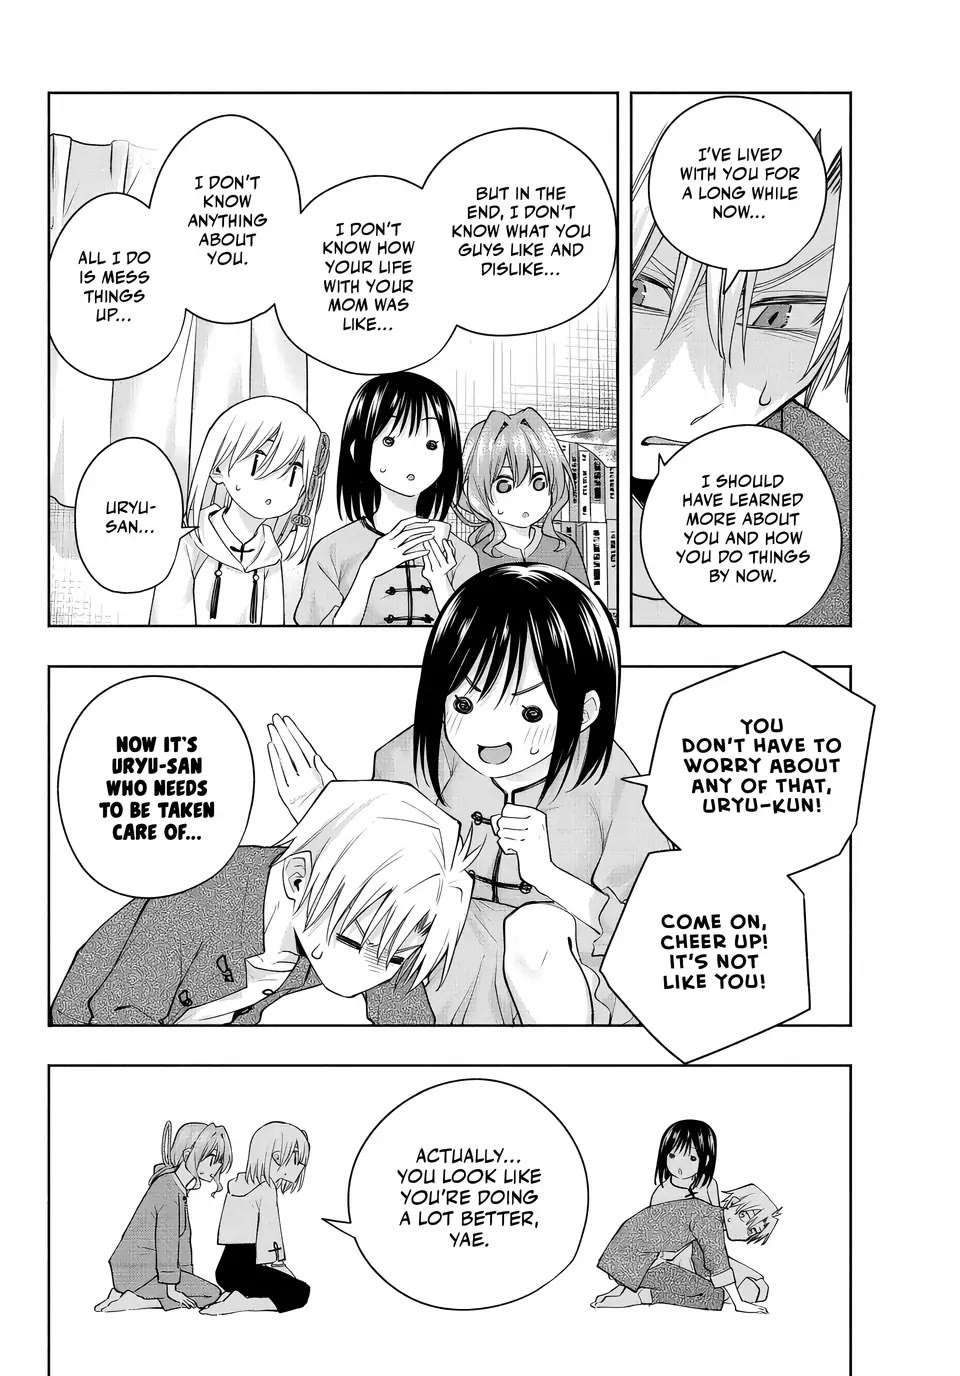 I'VE LIVED
WITH YOU FOR
A LONG WHILE
NOW...
I SHOULD
HAVE LEARNED
MORE ABOUT
YOU AND HOW
YOU DO THINGS
BY NOW.
BUT IN THE
END, I DON'T
KNOW WHAT YOU
GUYS LIKE AND
DISLIKE...
I DON'T
KNOW HOW
YOUR LIFE
WITH YOUR
MOM WAS
LIKE...
I DON'T
KNOW
ANYTHING
ABOUT
YOU.
ALL I DO
IS MESS
THINGS
UP...
URYU-
SAN...
YOU
DON'T HAVE TO
WORRY ABOUT
ANY OF THAT,
URYU-KUN!
COME ON,
CHEER UP!
IT'S NOT
LIKE YOU!
NOW IT'S
URYU-SAN
WHO NEEDS
TO BE TAKEN
CARE OF...
ACTUALLY...
YOU LOOK LIKE
YOU'RE DOING
A LOT BETTER,
YAE.